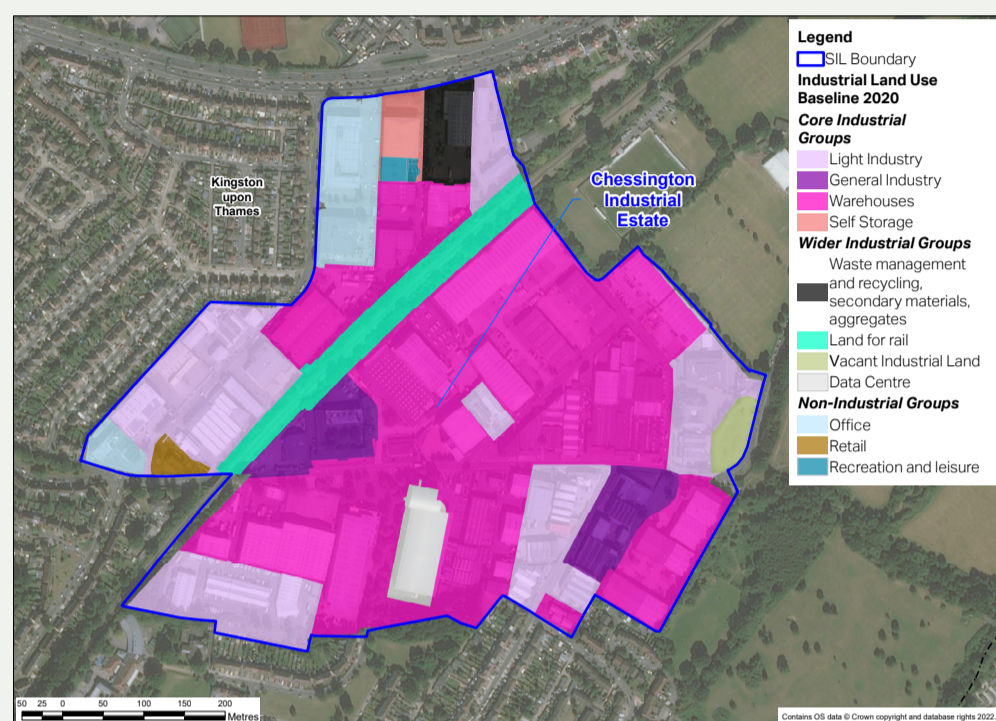 Legend
SIL Boundary
Industrial Land Use
Baseline 2020
Core Industrial
Groups
Light Industry
General Industry
Warehouses
Self Storage
Wider Industrial Groups
Waste management
and recycling,
secondary materials,
aggregates
Land for rail
Vacant Industrial Land
Data Centre
Non-Industrial Groups
Office
Retail
Recreation and leisure
Kingston
upon
Thames
Chessington
Industrial
Estate
50 25 0 50 100 150 200
Metres
Contains OS data © Crown copyright and database rights 2022.